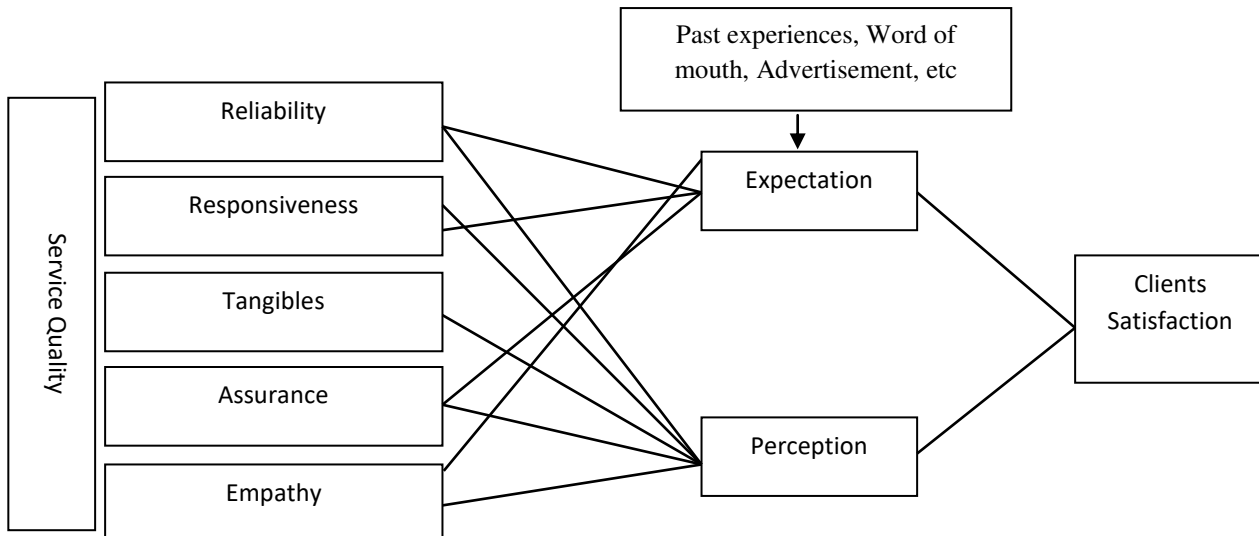 Past experiences, Word of
mouth, Advertisement, etc
Reliability
Expectation
Responsiveness
Service Quality
Tangibles
Clients
Satisfaction
Assurance
Perception
Empathy